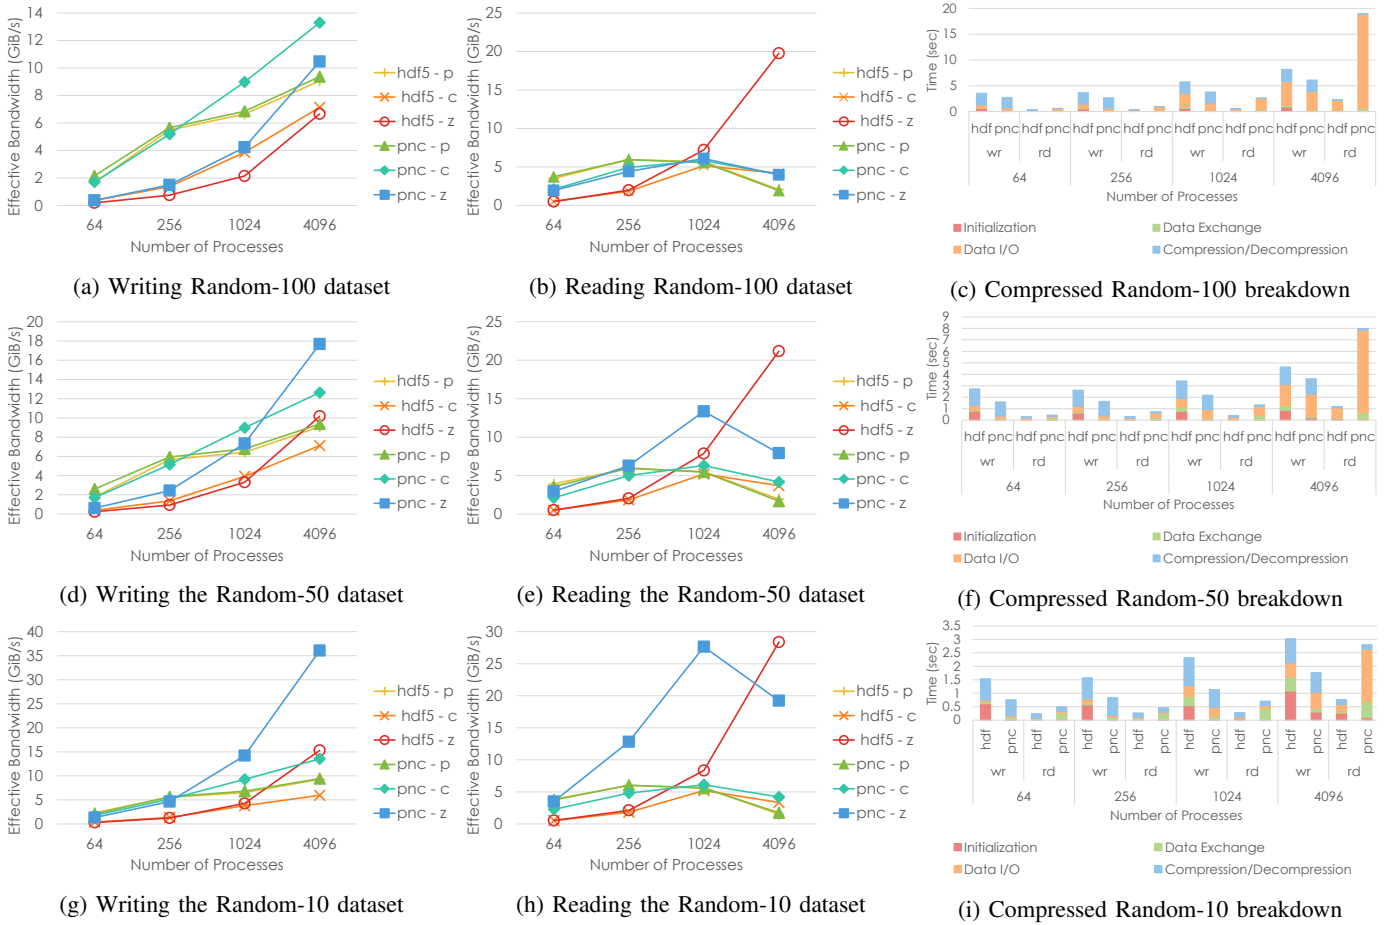 Effective Bandwidth (GiB/s)
14
12
10
8
6
4
2
0
64 256 1024 4096
Number of Processes
hdf5 - p
hdf5 - c
hdf5 - z
pnc - p
pnc - c
pnc - z
(a) Writing Random-100 dataset
Effective Bandwidth (GiB/s)
25
20
15
10
5
0
64 256 1024 4096
Number of Processes
hdf5 - p
hdf5 - c
hdf5 - z
pnc - p
pnc - c
pnc - z
(b) Reading Random-100 dataset
Time (sec)
20
15
10
5
0
hdf pnc hdf pnc hdf pnc hdf pnc hdf pnc hdf pnc hdf pnc hdf pnc
wr rd wr rd wr rd wr rd
64 256 1024 4096
Number of Processes
Initialization Data Exchange
Data I/O Compression/Decompression
(c) Compressed Random-100 breakdown
Effective Bandwidth (GiB/s)
20
18
16
14
12
10
8
6
4
2
0
64 256 1024 4096
Number of Processes
hdf5 - p
hdf5 - c
hdf5 - z
pnc - p
pnc - c
pnc - z
(d) Writing the Random-50 dataset
Effective Bandwidth (GiB/s)
25
20
15
10
5
0
64 256 1024 4096
Number of Processes
hdf5 - p
hdf5 - c
hdf5 - z
pnc - p
pnc - c
pnc - z
(e) Reading the Random-50 dataset
Time (sec)
9
8
7
6
5
4
3
2
1
0
hdf pnc hdf pnc hdf pnc hdf pnc hdf pnc hdf pnc hdf pnc hdf pnc
wr rd wr rd wr rd wr rd
64 256 1024 4096
Number of Processes
Initialization Data Exchange
Data I/O Compression/Decompression
(f) Compressed Random-50 breakdown
Effective Bandwidth (GiB/s)
40
35
30
25
20
15
10
5
0
64 256 1024 4096
Number of Processes
hdf5 - p
hdf5 - c
hdf5 - z
pnc - p
pnc - c
pnc - z
(g) Writing the Random-10 dataset
Effective Bandwidth (GiB/s)
30
25
20
15
10
5
0
64 256 1024 4096
Number of Processes
hdf5 - p
hdf5 - c
hdf5 - z
pnc - p
pnc - c
pnc - z
(h) Reading the Random-10 dataset
Time (sec)
3.5
3
2.5
2
1.5
1
0.5
0
hdf pnc hdf pnc hdf pnc hdf pnc hdf pnc hdf pnc hdf pnc hdf pnc
wr rd wr rd wr rd wr rd
64 256 1024 4096
Number of Processes
Initialization Data Exchange
Data I/O Compression/Decompression
(i) Compressed Random-10 breakdown